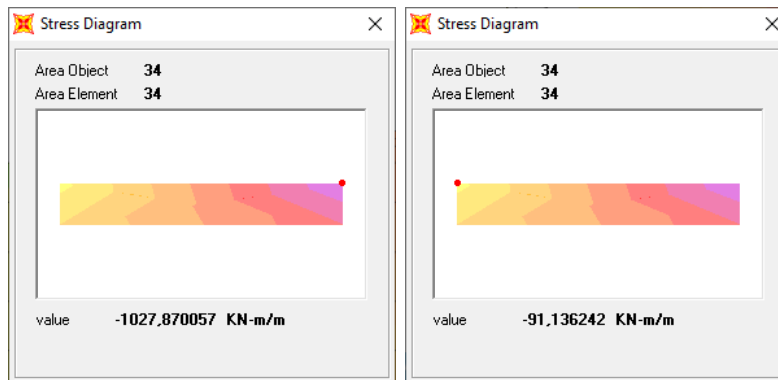 Stress Diagram
Area Object 34
Area Element 34
value -1027,870057 KN-m/m
Stress Diagram
Area Object 34
Area Element 34
value -91,136242 KN-m/m